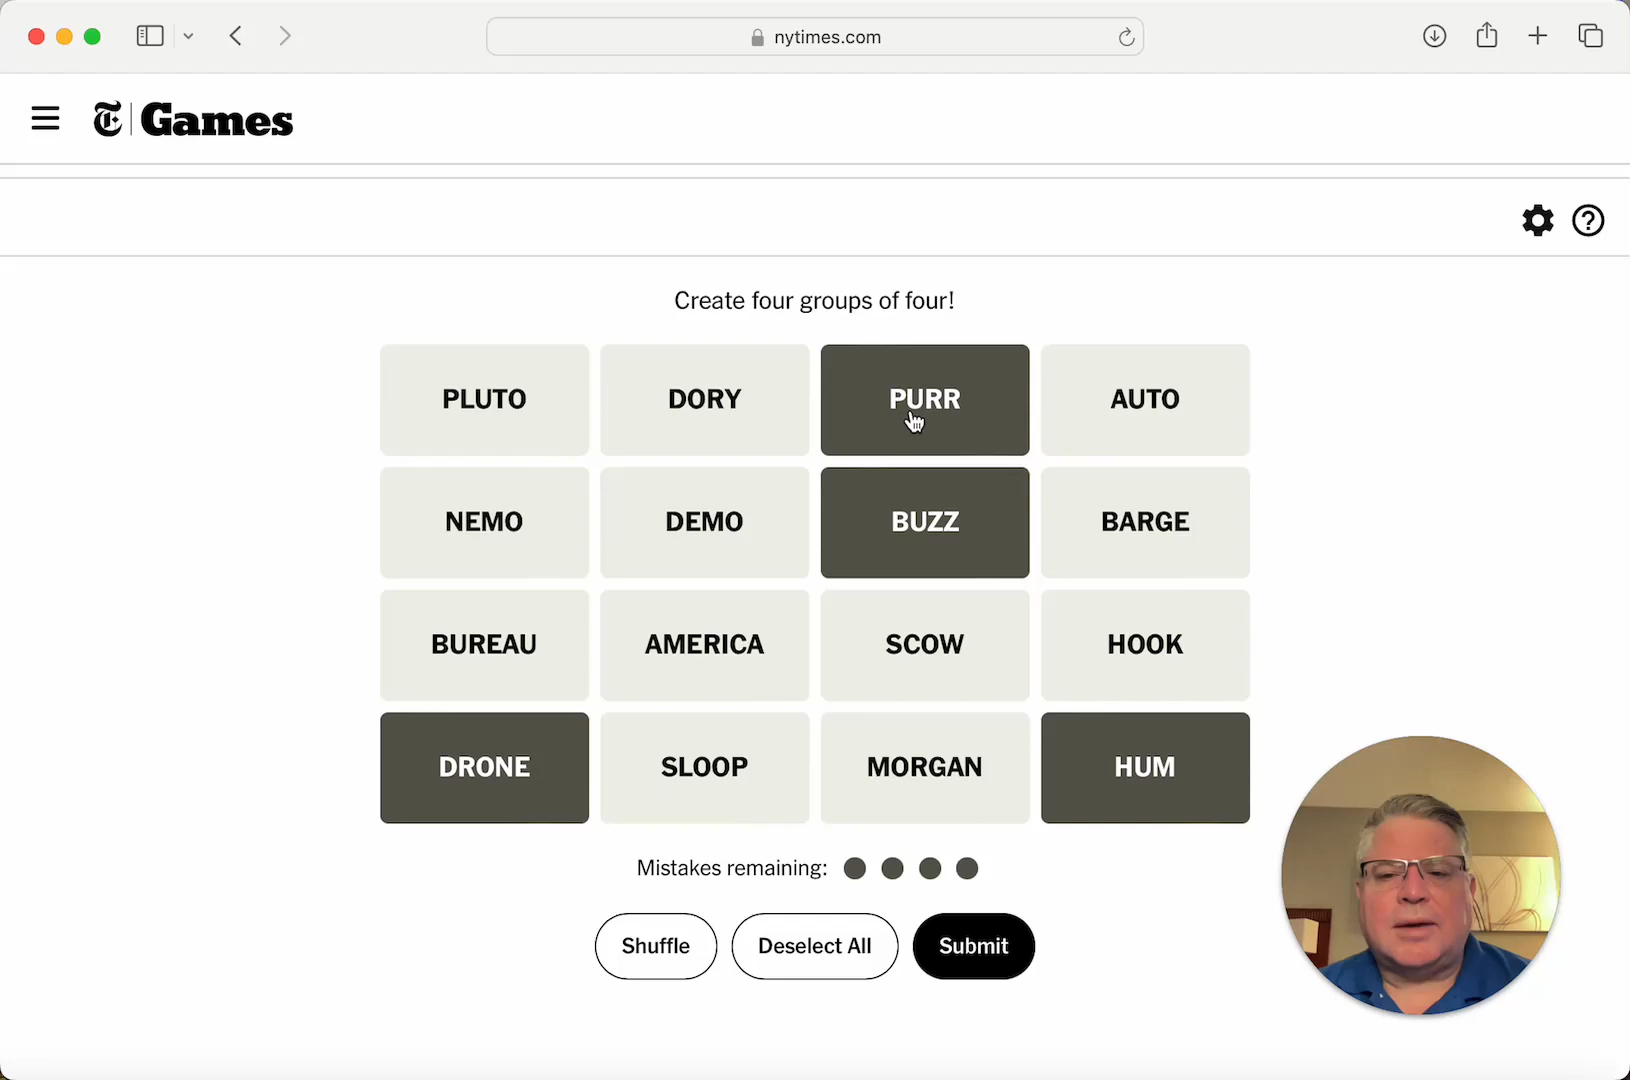 nytimes.com
T Games
Create four groups of four!
PLUTO DORY PURR AUTO
NEMO DEMO BUZZ BARGE
BUREAU AMERICA SCOW HOOK
DRONE SLOOP MORGAN HUM
Mistakes remaining:
Shuffle Deselect All Submit